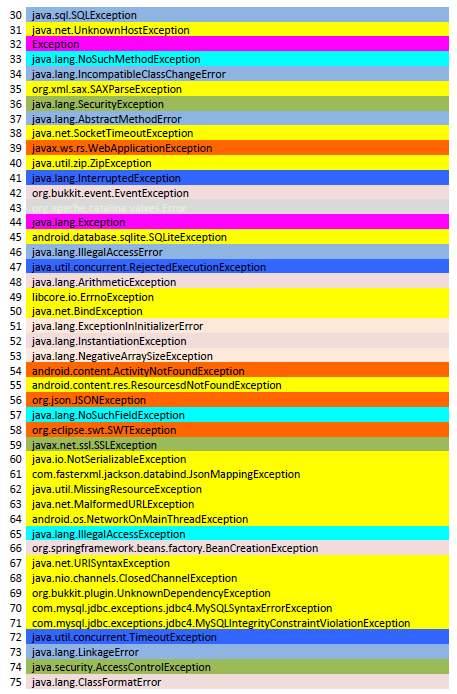 30 java.sql.SQLException
31 java.net.UnknownHostException
32 Exception
33 java.lang.NoSuchMethodException
34 java.lang.IncompatibleClassChangeError
35 org.xml.sax.SAXParseException
36 java.lang.SecurityException
37 java.lang.AbstractMethodError
38 java.net.SocketTimeoutException
39 javax.ws.rs.WebApplicationException
40 java.util.zip.ZipException
41 java.lang.InterruptedException
42 org.bukkit.event.EventException
43 org.apache.catalina.valves.Error
44 java.lang.Exception
45 android.database.sqlite.SQLiteException
46 java.lang.IllegalAccessError
47 java.util.concurrent.RejectedExecutionException
48 java.lang.ArithmeticException
49 libcore.io.ErrnoException
50 java.net.BindException
51 java.lang.ExceptionInInitializerError
52 java.lang.InstantiationException
53 java.lang.NegativeArraySizeException
54 android.content.ActivityNotFoundException
55 android.content.res.ResourcesdNotFoundException
56 org.json.JSONException
57 java.lang.NoSuchFieldException
58 org.eclipse.swt.SWTException
59 javax.net.ssl.SSLException
60 java.io.NotSerializableException
61 com.fasterxml.jackson.databind.JsonMappingException
62 java.util.MissingResourceException
63 java.net.MalformedURLException
64 android.os.NetworkOnMainThreadException
65 java.lang.IllegalAccessException
66 org.springframework.beans.factory.BeanCreationException
67 java.net.URISyntaxException
68 java.nio.channels.ClosedChannelException
69 org.bukkit.plugin.UnknownDependencyException
70 com.mysql.jdbc.exceptions.jdbc4.MySQLSyntaxErrorException
71 com.mysql.jdbc.exceptions.jdbc4.MySQLIntegrityConstraintViolationException
72 java.util.concurrent.TimeoutException
73 java.lang.LinkageError
74 java.security.AccessControlException
75 java.lang.ClassFormatError